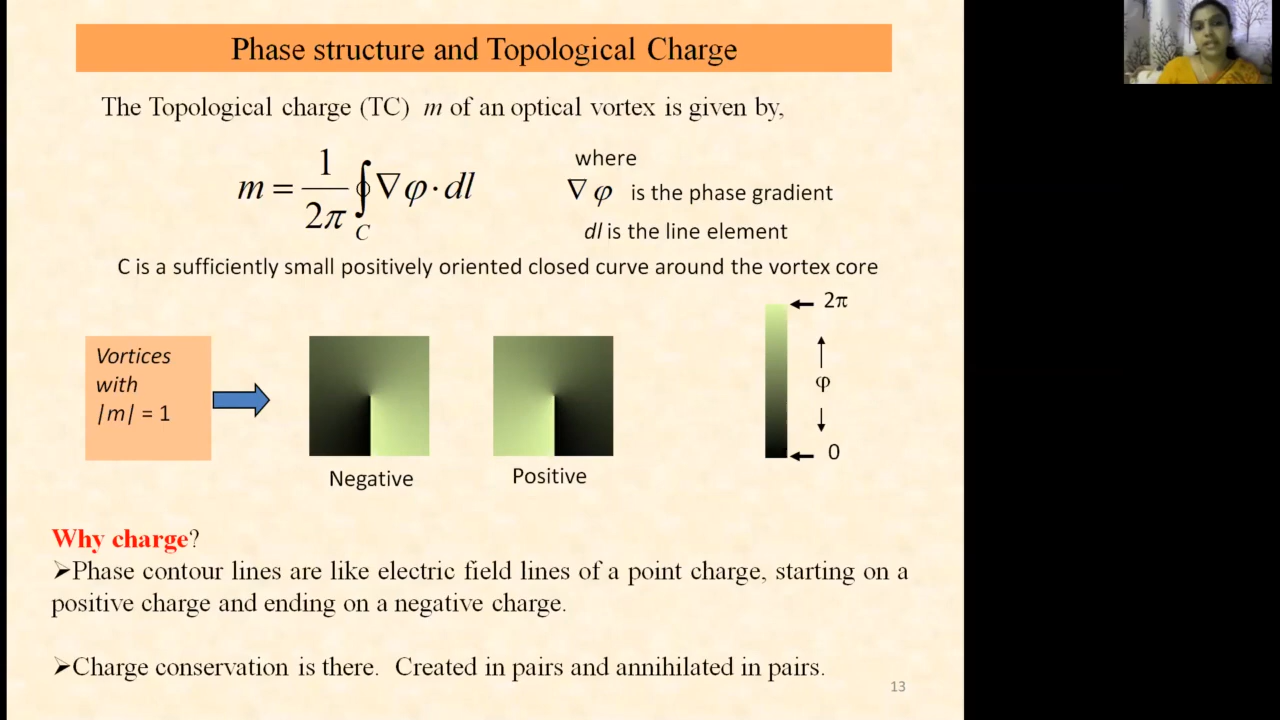 Phase structure and Topological Charge
The Topological charge (TC) m of an optical vortex is given by,
m = 1/2π ∮_C ∇φ · dl
where
∇φ is the phase gradient
dl is the line element
C is a sufficiently small positively oriented closed curve around the vortex core
Vortices
with
|m| = 1
Negative
Positive
2π
φ
0
Why charge?
➢Phase contour lines are like electric field lines of a point charge, starting on a
positive charge and ending on a negative charge.
➢Charge conservation is there. Created in pairs and annihilated in pairs.
13